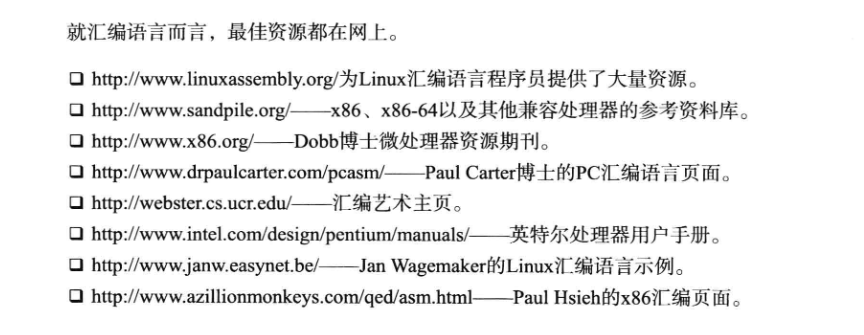 就汇编语言而言，最佳资源都在网上。
❑ http://www.linuxassembly.org/为Linux汇编语言程序员提供了大量资源。
❑ http://www.sandpile.org/——x86、x86-64以及其他兼容处理器的参考资料库。
❑ http://www.x86.org/——Dobb博士微处理器资源期刊。
❑ http://www.drpaulcarter.com/pcasm/——Paul Carter博士的PC汇编语言页面。
❑ http://webster.cs.ucr.edu/——汇编艺术主页。
❑ http://www.intel.com/design/pentium/manuals/——英特尔处理器用户手册。
❑ http://www.janw.easynet.be/——Jan Wagemaker的Linux汇编语言示例。
❑ http://www.azillionmonkeys.com/qed/asm.html——Paul Hsieh的x86汇编页面。